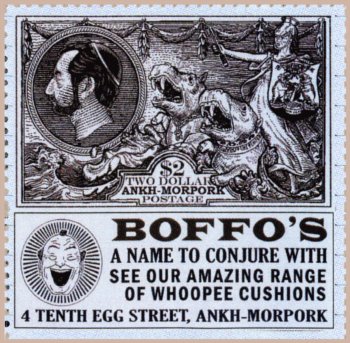 $2
TWO DOLLAR
ANKH-MORPORK
POSTAGE
BOFFO'S
A NAME TO CONJURE WITH
SEE OUR AMAZING RANGE
OF WHOOPEE CUSHIONS
4 TENTH EGG STREET, ANKH-MORPORK